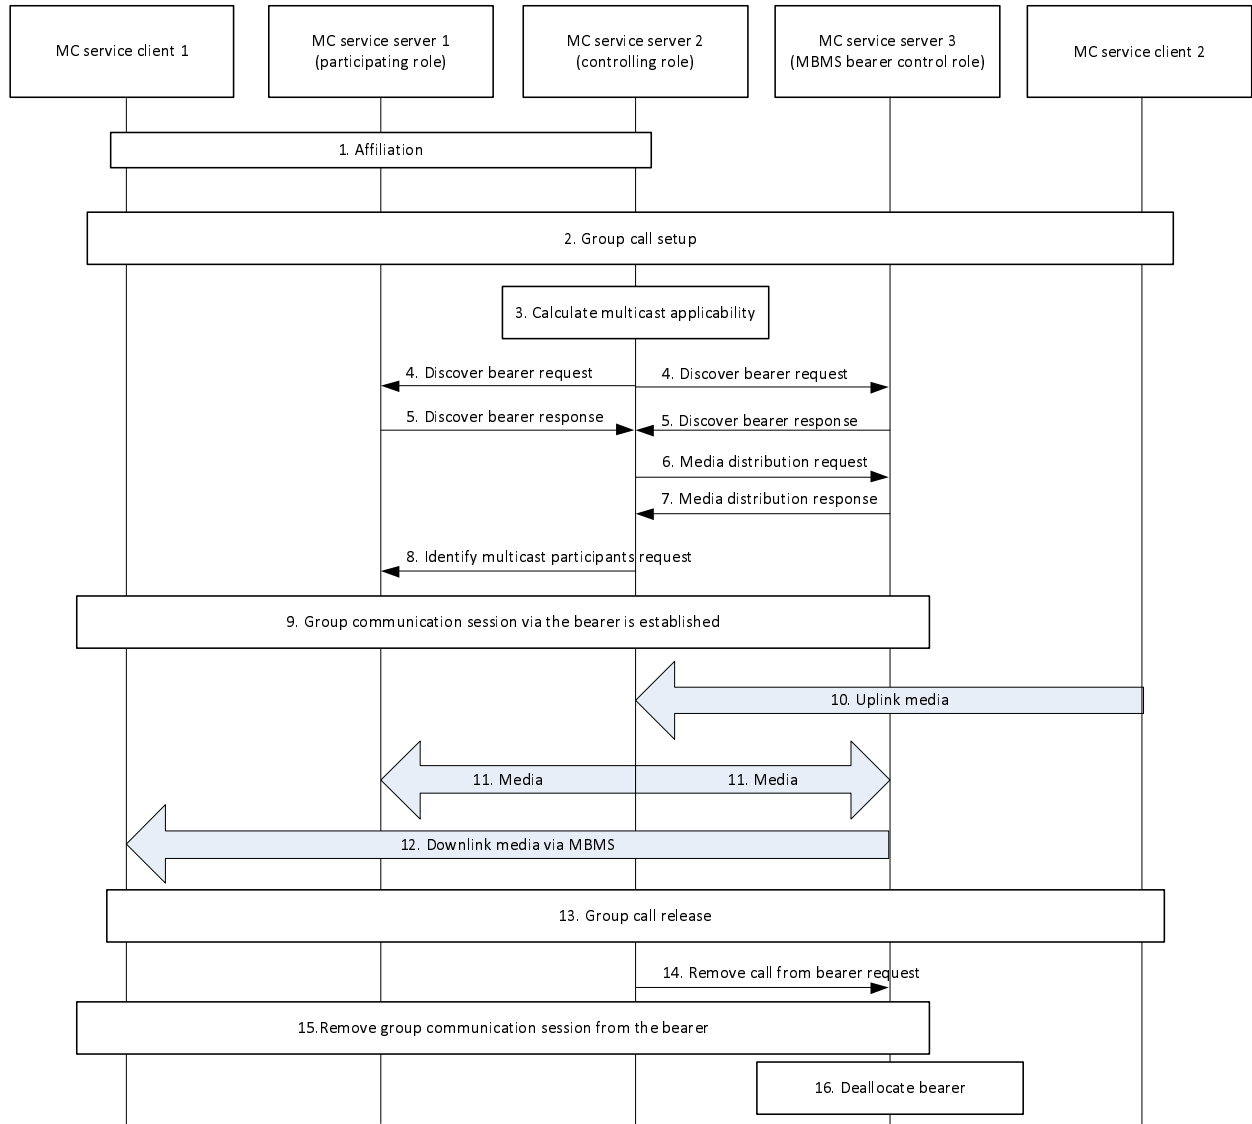 MC service client 1
MC service server 1
(participating role)
MC service server 2
(controlling role)
MC service server 3
(MBMS bearer control role)
MC service client 2
1. Affiliation
2. Group call setup
3. Calculate multicast applicability
4. Discover bearer request
4. Discover bearer request
5. Discover bearer response
5. Discover bearer response
6. Media distribution request
7. Media distribution response
8. Identify multicast participants request
9. Group communication session via the bearer is established
10. Uplink media
11. Media
11. Media
12. Downlink media via MBMS
13. Group call release
14. Remove call from bearer request
15.Remove group communication session from the bearer
16. Deallocate bearer